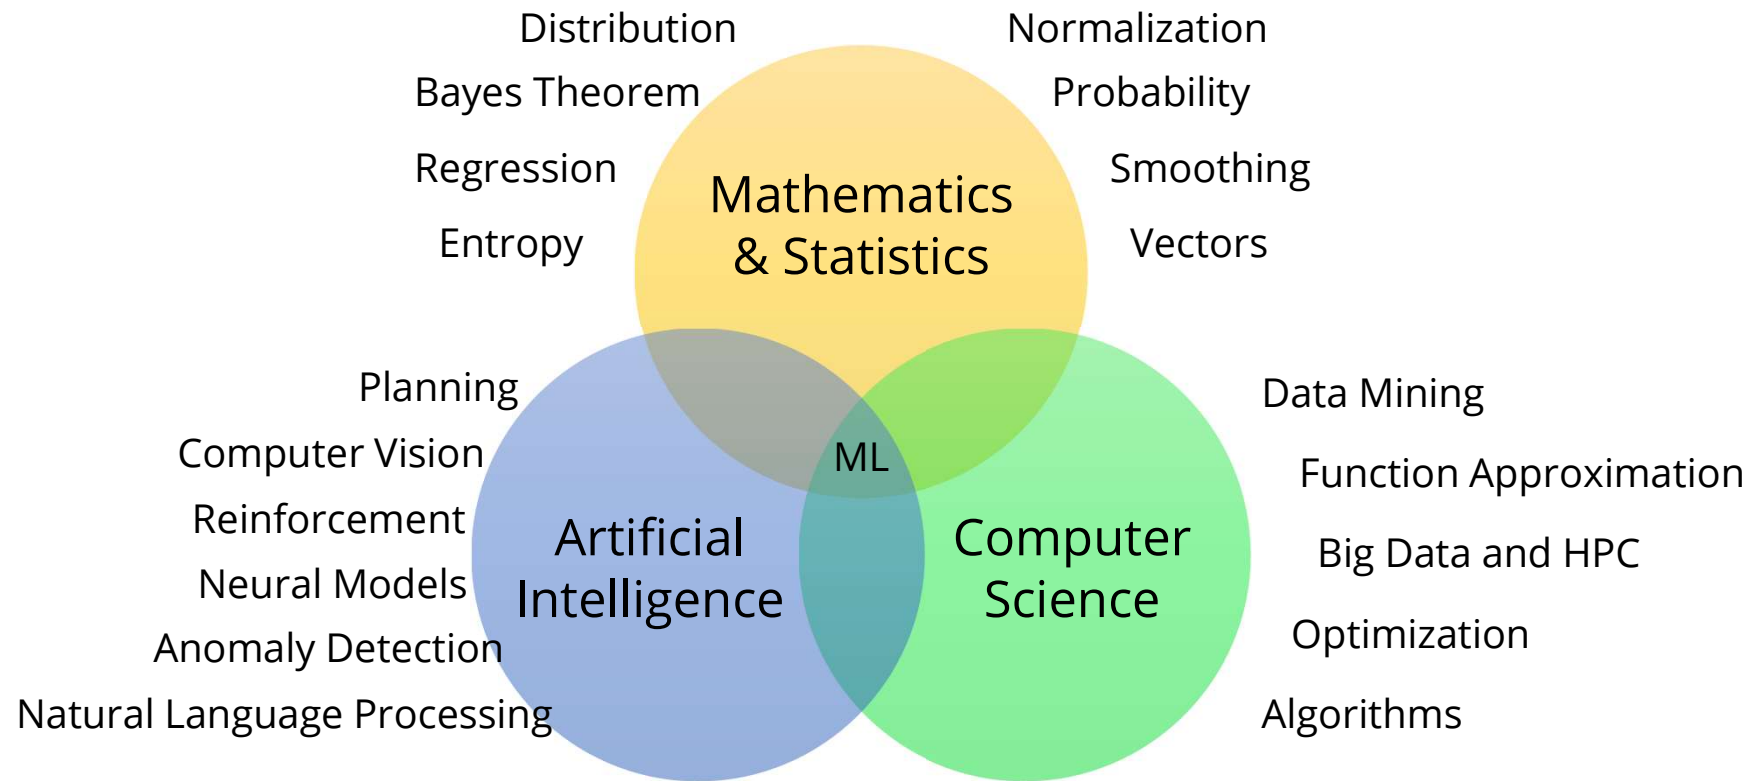 Distribution
Normalization
Bayes Theorem
Probability
Regression
Smoothing
Entropy
Vectors
Mathematics
& Statistics
Planning
Computer Vision
Reinforcement
Neural Models
Anomaly Detection
Natural Language Processing
ML
Artificial
Intelligence
Computer
Science
Data Mining
Function Approximation
Big Data and HPC
Optimization
Algorithms